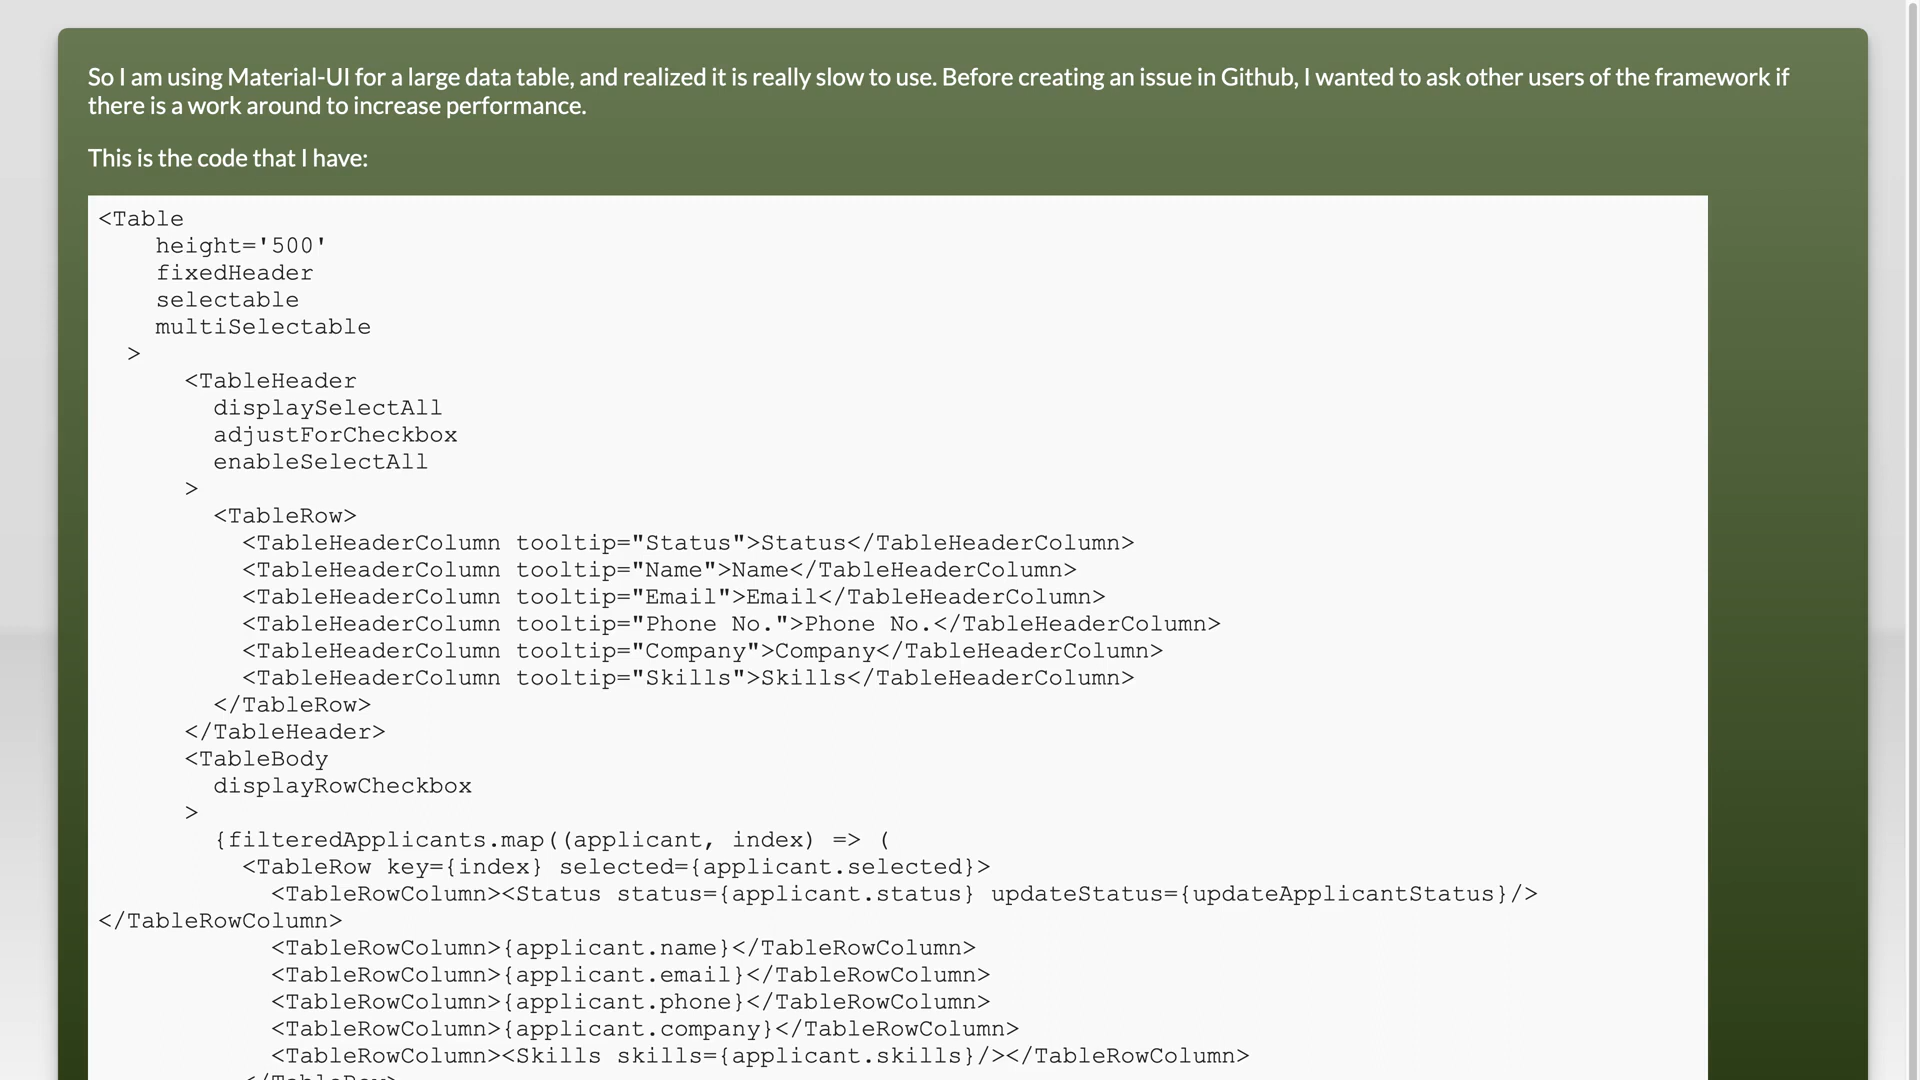 So I am using Material-UI for a large data table, and realized it is really slow to use. Before creating an issue in Github, I wanted to ask other users of the framework if
there is a work around to increase performance.
This is the code that I have:
<Table
    height='500'
    fixedHeader
    selectable
    multiSelectable
  >
      <TableHeader
        displaySelectAll
        adjustForCheckbox
        enableSelectAll
      >
        <TableRow>
          <TableHeaderColumn tooltip="Status">Status</TableHeaderColumn>
          <TableHeaderColumn tooltip="Name">Name</TableHeaderColumn>
          <TableHeaderColumn tooltip="Email">Email</TableHeaderColumn>
          <TableHeaderColumn tooltip="Phone No.">Phone No.</TableHeaderColumn>
          <TableHeaderColumn tooltip="Company">Company</TableHeaderColumn>
          <TableHeaderColumn tooltip="Skills">Skills</TableHeaderColumn>
        </TableRow>
      </TableHeader>
      <TableBody
        displayRowCheckbox
      >
        {filteredApplicants.map((applicant, index) => (
          <TableRow key={index} selected={applicant.selected}>
            <TableRowColumn><Status status={applicant.status} updateStatus={updateApplicantStatus}/>
</TableRowColumn>
            <TableRowColumn>{applicant.name}</TableRowColumn>
            <TableRowColumn>{applicant.email}</TableRowColumn>
            <TableRowColumn>{applicant.phone}</TableRowColumn>
            <TableRowColumn>{applicant.company}</TableRowColumn>
            <TableRowColumn><Skills skills={applicant.skills}/></TableRowColumn>
          </TableRow>